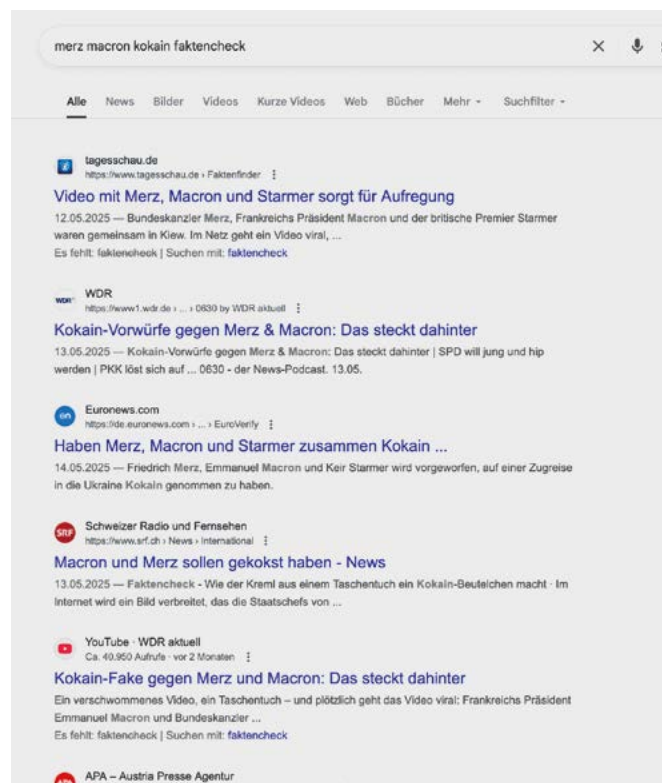 merz macron kokain faktencheck
Alle News Bilder Videos Kurze Videos Web Bücher Mehr Suchfilter
tagesschau.de
https://www.tagesschau.de › Faktenfinder
Video mit Merz, Macron und Starmer sorgt für Aufregung
12.05.2025 — Bundeskanzler Merz, Frankreichs Präsident Macron und der britische Premier Starmer
waren gemeinsam in Kiew. Im Netz geht ein Video viral, ...
Es fehlt: faktencheck | Suchen mit: faktencheck
WDR
WDR
https://www1.wdr.de › ... › 0630 by WDR aktuell
Kokain-Vorwürfe gegen Merz & Macron: Das steckt dahinter
13.05.2025 — Kokain-Vorwürfe gegen Merz & Macron: Das steckt dahinter | SPD will jung und hip
werden | PKK löst sich auf ... 0630 - der News-Podcast. 13.05.
en
Euronews.com
https://de.euronews.com › ... › EuroVerify
Haben Merz, Macron und Starmer zusammen Kokain ...
14.05.2025 — Friedrich Merz, Emmanuel Macron und Keir Starmer wird vorgeworfen, auf einer Zugreise
in die Ukraine Kokain genommen zu haben.
SRF
Schweizer Radio und Fernsehen
https://www.srf.ch › News › International
Macron und Merz sollen gekokst haben - News
13.05.2025 — Faktencheck - Wie der Kreml aus einem Taschentuch ein Kokain-Beutelchen macht · Im
Internet wird ein Bild verbreitet, das die Staatschefs von ...
YouTube · WDR aktuell
Ca. 40.950 Aufrufe · vor 2 Monaten
Kokain-Fake gegen Merz und Macron: Das steckt dahinter
Ein verschwommenes Video, ein Taschentuch – und plötzlich geht das Video viral: Frankreichs Präsident
Emmanuel Macron und Bundeskanzler ...
Es fehlt: faktencheck | Suchen mit: faktencheck
APA
APA – Austria Presse Agentur